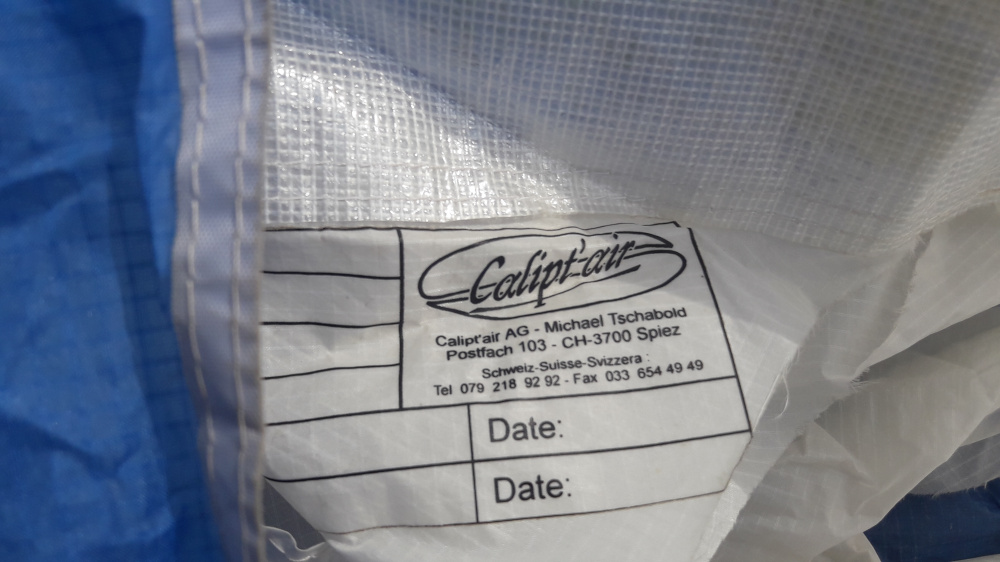 Calipt'air
Calipt'air AG - Michael Tschabold
Postfach 103 - CH-3700 Spiez
Schweiz-Suisse-Svizzera :
Tel 079 218 92 92 - Fax 033 654 49 49
Date:
Date: